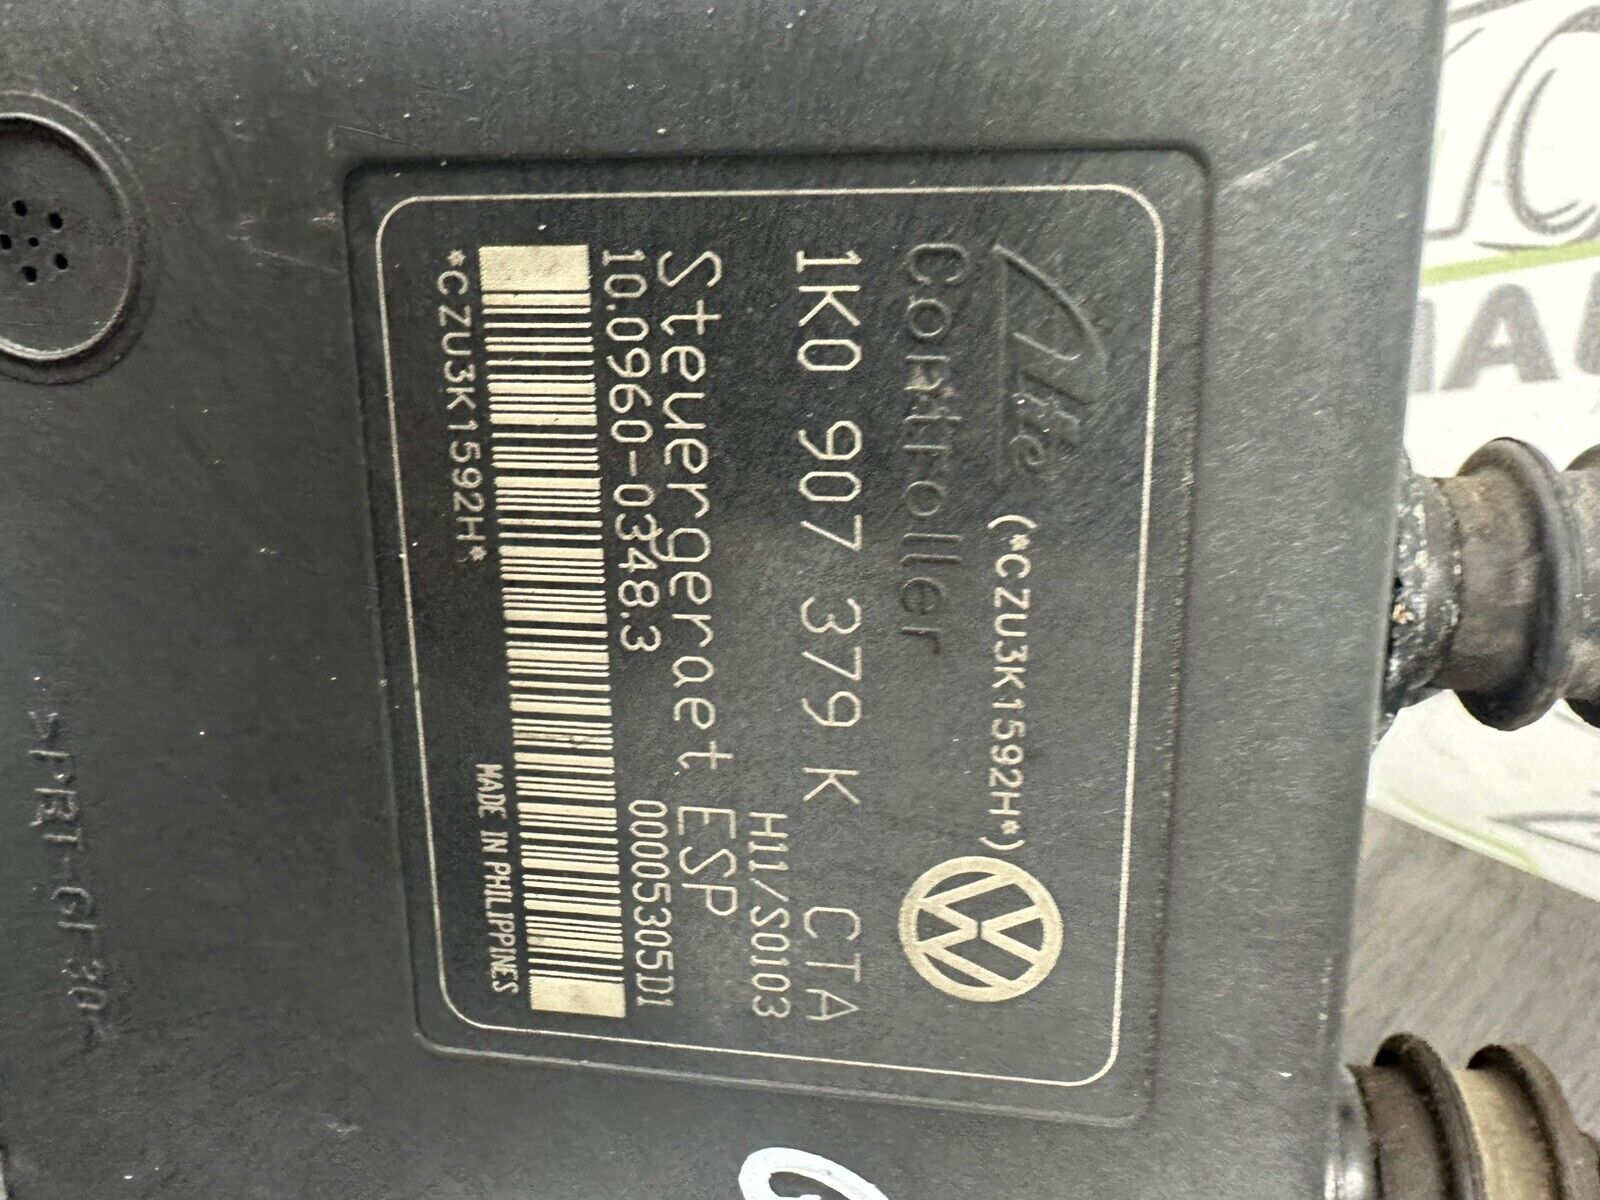 Ate
(*CZU3K1592H*)
Controller
1K0 907 379 K CTA
H11/S0103
Steuergeraet ESP
10.0960-0348.3 00005305D1
*CZU3K1592H*
MADE IN PHILIPPINES